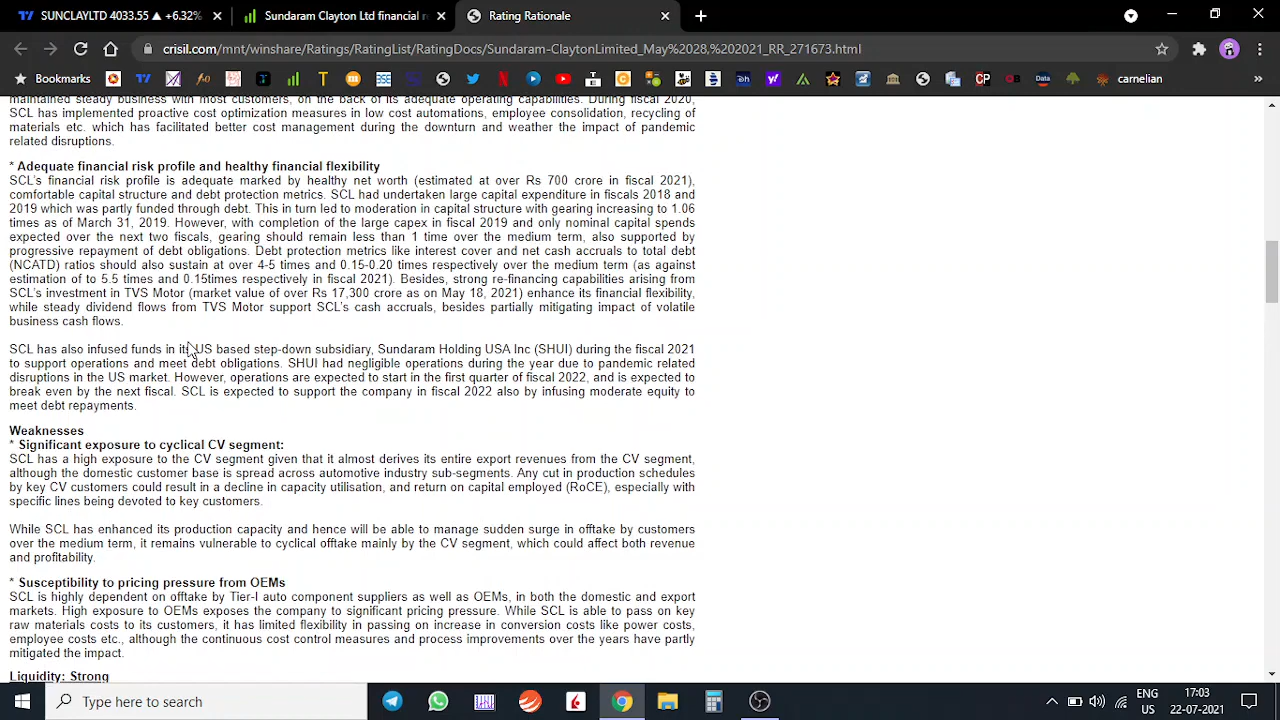 SUNCLAYLTD 4033.55 ▲ +6.32%
Sundaram Clayton Ltd financial r
Rating Rationale
crisil.com/mnt/winshare/Ratings/RatingList/RatingDocs/Sundaram-ClaytonLimited_May%2028,%202021_RR_271673.html
Bookmarks
carnelian
maintained steady business with most customers, on the back of its adequate operating capabilities. During fiscal 2020,
SCL has implemented proactive cost optimization measures in low cost automations, employee consolidation, recycling of
materials etc. which has facilitated better cost management during the downturn and weather the impact of pandemic
related disruptions.
* Adequate financial risk profile and healthy financial flexibility
SCL's financial risk profile is adequate marked by healthy net worth (estimated at over Rs 700 crore in fiscal 2021),
comfortable capital structure and debt protection metrics. SCL had undertaken large capital expenditure in fiscals 2018 and
2019 which was partly funded through debt. This in turn led to moderation in capital structure with gearing increasing to 1.06
times as of March 31, 2019. However, with completion of the large capex in fiscal 2019 and only nominal capital spends
expected over the next two fiscals, gearing should remain less than 1 time over the medium term, also supported by
progressive repayment of debt obligations. Debt protection metrics like interest cover and net cash accruals to total debt
(NCATD) ratios should also sustain at over 4-5 times and 0.15-0.20 times respectively over the medium term (as against
estimation of to 5.5 times and 0.15times respectively in fiscal 2021). Besides, strong re-financing capabilities arising from
SCL's investment in TVS Motor (market value of over Rs 17,300 crore as on May 18, 2021) enhance its financial flexibility,
while steady dividend flows from TVS Motor support SCL's cash accruals, besides partially mitigating impact of volatile
business cash flows.
SCL has also infused funds in its US based step-down subsidiary, Sundaram Holding USA Inc (SHUI) during the fiscal 2021
to support operations and meet debt obligations. SHUI had negligible operations during the year due to pandemic related
disruptions in the US market. However, operations are expected to start in the first quarter of fiscal 2022, and is expected to
break even by the next fiscal. SCL is expected to support the company in fiscal 2022 also by infusing moderate equity to
meet debt repayments.
Weaknesses
* Significant exposure to cyclical CV segment:
SCL has a high exposure to the CV segment given that it almost derives its entire export revenues from the CV segment,
although the domestic customer base is spread across automotive industry sub-segments. Any cut in production schedules
by key CV customers could result in a decline in capacity utilisation, and return on capital employed (RoCE), especially with
specific lines being devoted to key customers.
While SCL has enhanced its production capacity and hence will be able to manage sudden surge in offtake by customers
over the medium term, it remains vulnerable to cyclical offtake mainly by the CV segment, which could affect both revenue
and profitability.
* Susceptibility to pricing pressure from OEMs
SCL is highly dependent on offtake by Tier-I auto component suppliers as well as OEMs, in both the domestic and export
markets. High exposure to OEMs exposes the company to significant pricing pressure. While SCL is able to pass on key
raw materials costs to its customers, it has limited flexibility in passing on increase in conversion costs like power costs,
employee costs etc., although the continuous cost control measures and process improvements over the years have partly
mitigated the impact.
Liquidity: Strong
Type here to search
ENG
US
17:03
22-07-2021